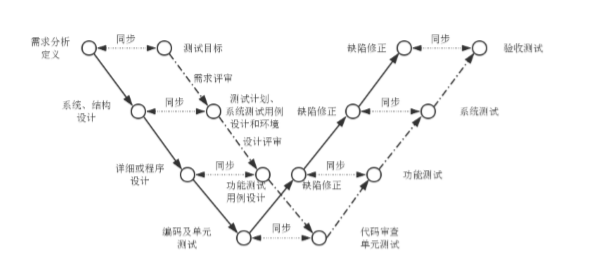 需求分析
定义
同步
测试目标
缺陷修正
同步
验收测试
需求评审
系统、结构
设计
同步
测试计划、
系统测试用例
设计和环境
缺陷修正
同步
系统测试
设计评审
详细或程序
设计
同步
功能测试
用例设计
缺陷修正
同步
功能测试
编码及单元
测试
同步
代码审查
单元测试